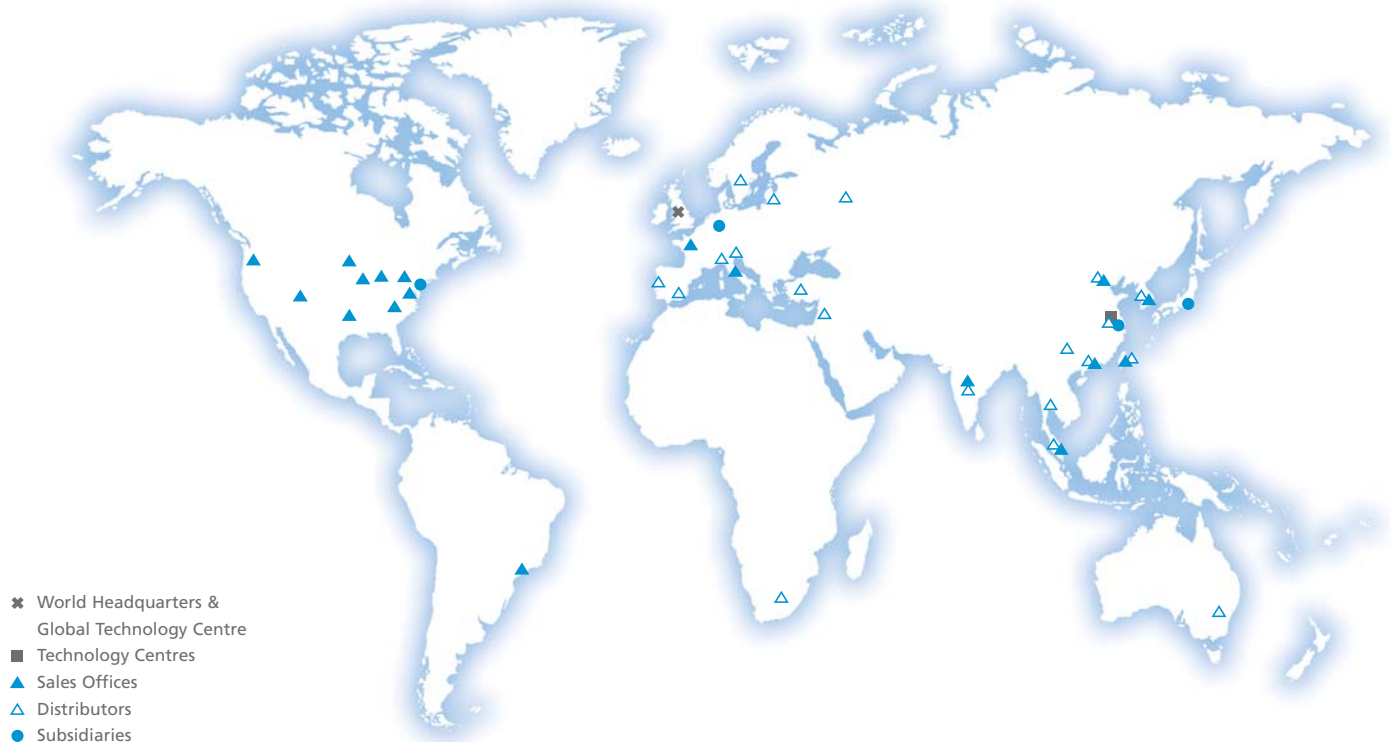 World Headquarters &
Global Technology Centre
Technology Centres
Sales Offices
Distributors
Subsidiaries